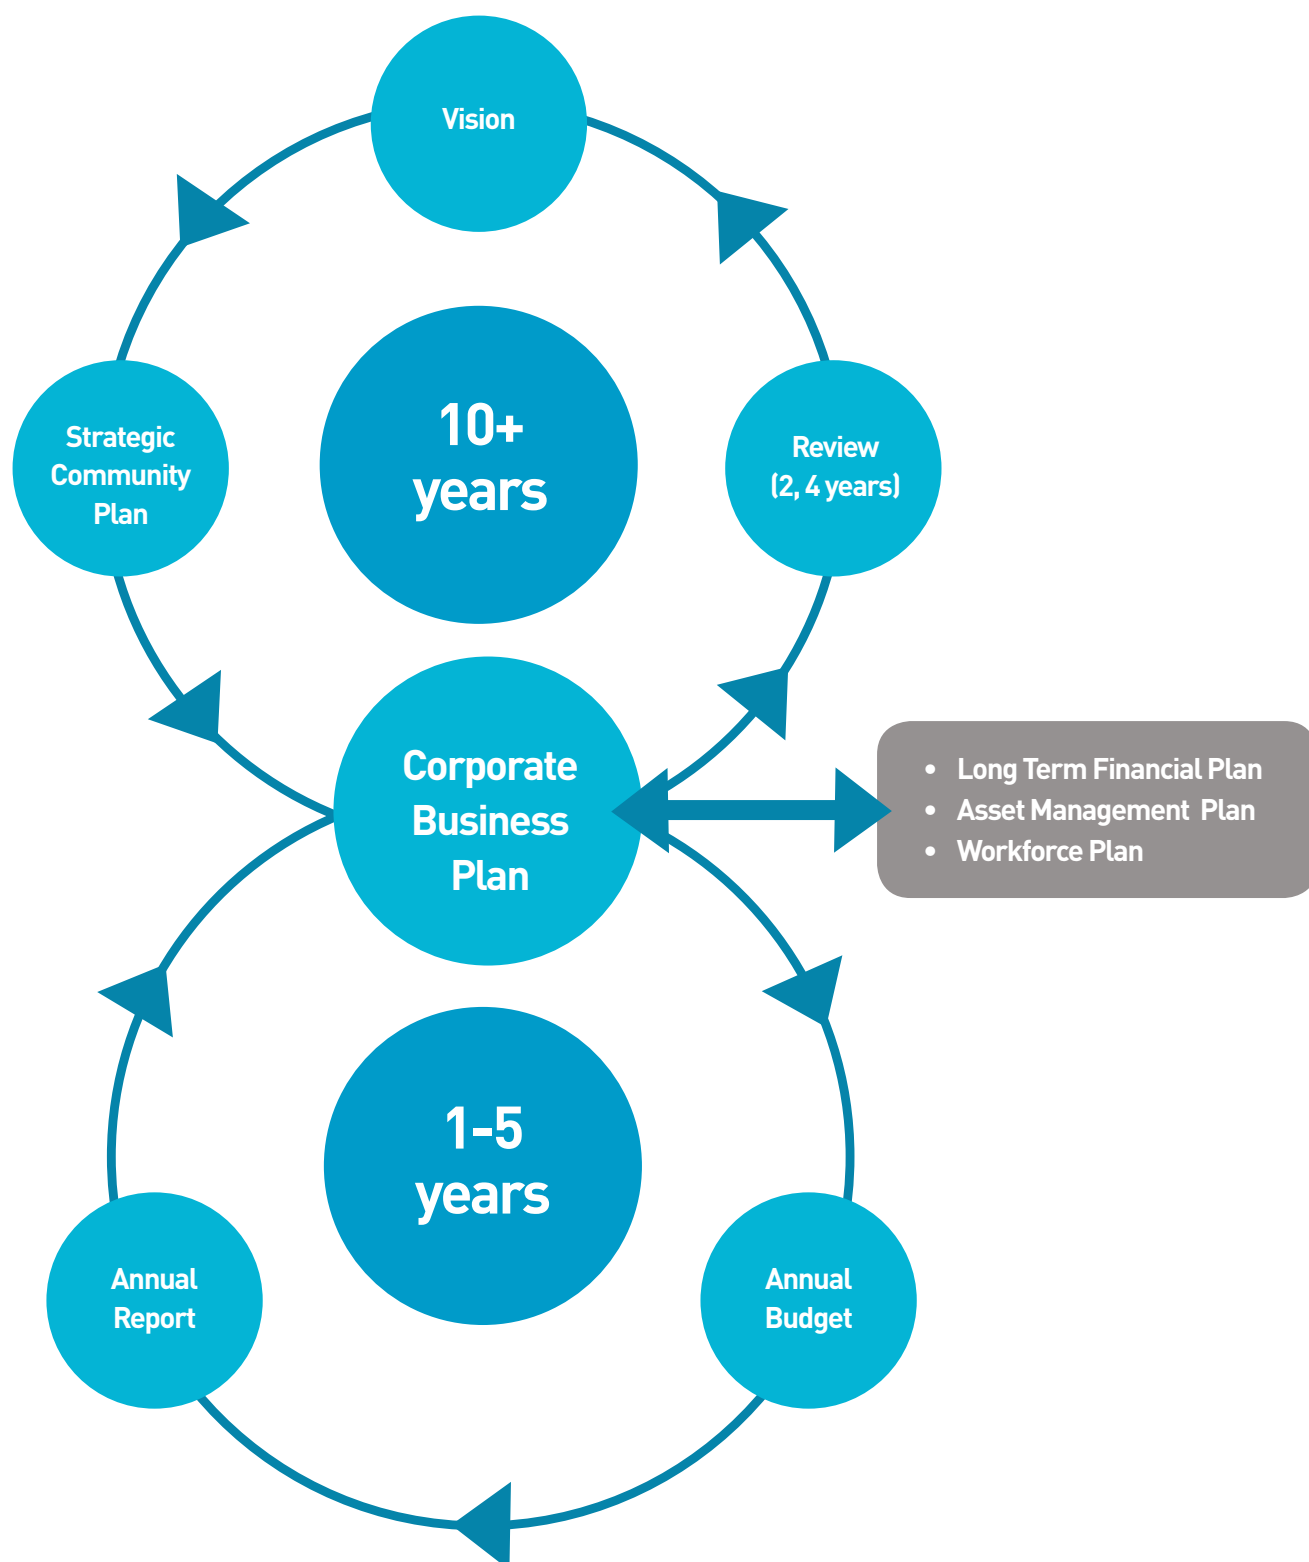 Vision
10+
years
Strategic
Community
Plan
Review
(2, 4 years)
Corporate
Business
Plan
• Long Term Financial Plan
• Asset Management Plan
• Workforce Plan
1-5
years
Annual
Report
Annual
Budget